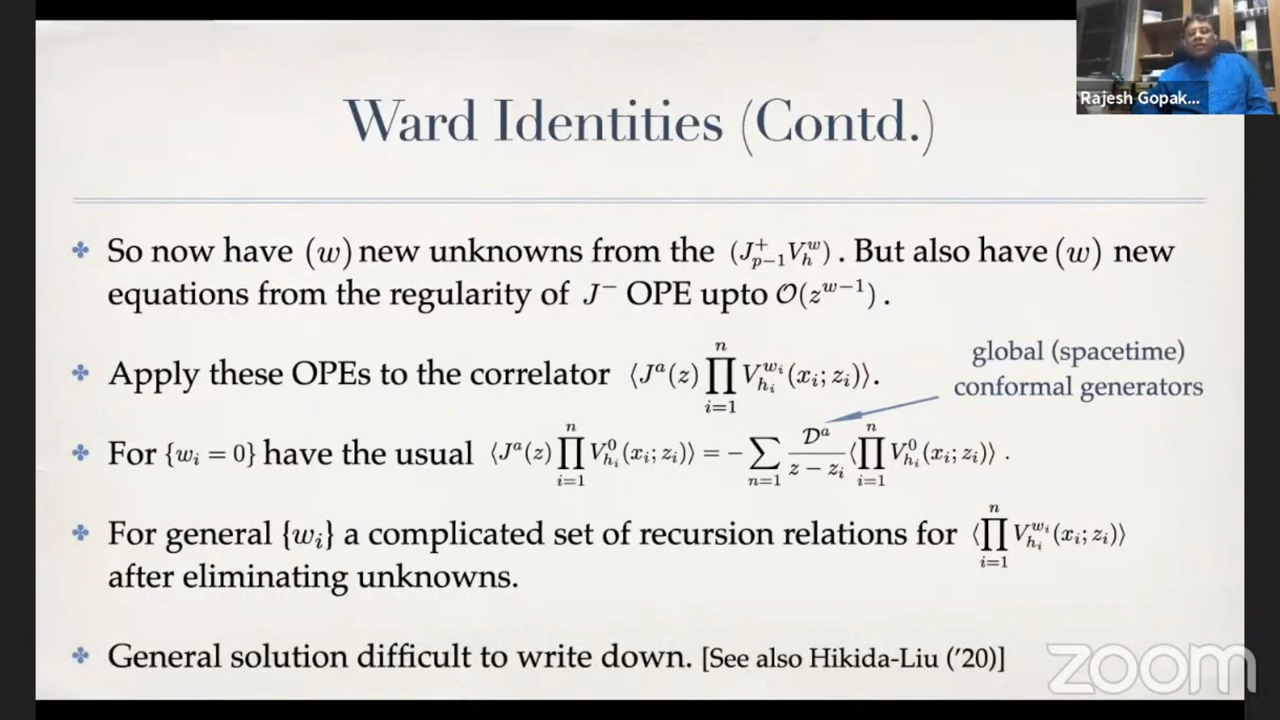 Rajesh Gopak...
Ward Identities (Contd.)
❖ So now have (w) new unknowns from the (J^+_{p-1}V^w_h). But also have (w) new
equations from the regularity of J^- OPE upto 𝒪(z^{w-1}).
❖ Apply these OPEs to the correlator ⟨J^a(z) ∏_{i=1}^{n} V^{w_i}_{h_i}(x_i; z_i)⟩.
global (spacetime)
conformal generators
❖ For {w_i = 0} have the usual ⟨J^a(z) ∏_{i=1}^{n} V^0_{h_i}(x_i; z_i)⟩ = −∑_{n=1} \frac{𝒟^a}{z − z_i} ⟨∏_{i=1}^{n} V^0_{h_i}(x_i; z_i)⟩ .
❖ For general {w_i} a complicated set of recursion relations for ⟨∏_{i=1}^{n} V^{w_i}_{h_i}(x_i; z_i)⟩
after eliminating unknowns.
❖ General solution difficult to write down. [See also Hikida-Liu (’20)]
zoom